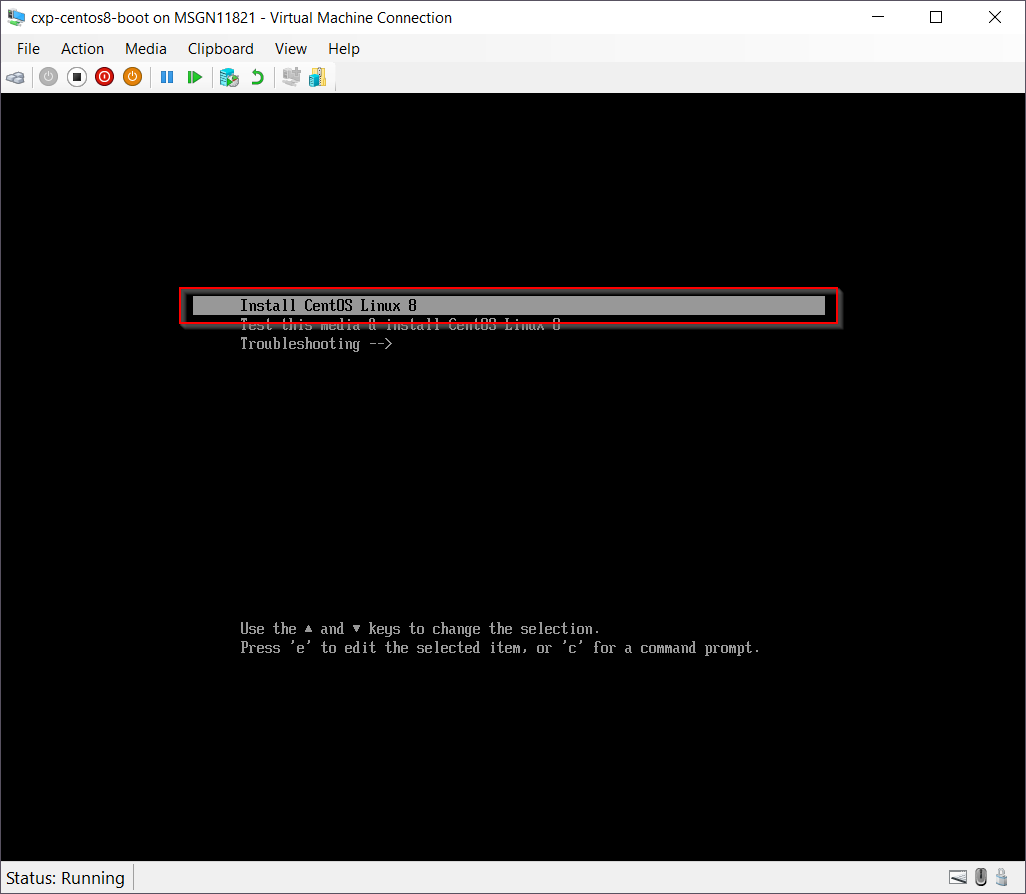 cxp-centos8-boot on MSGN11821 - Virtual Machine Connection
File Action Media Clipboard View Help
Install CentOS Linux 8
Test this media & install CentOS Linux 8
Troubleshooting -->
Use the ▲ and ▼ keys to change the selection.
Press 'e' to edit the selected item, or 'c' for a command prompt.
Status: Running